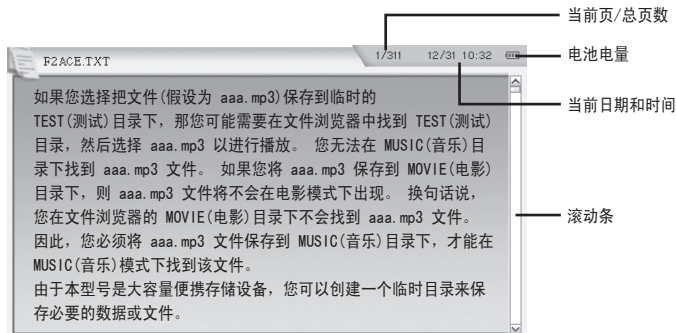 当前页/总页数
F2ACE.TXT 1/311 12/31 10:32
电池电量
当前日期和时间
如果您选择把文件(假设为 aaa.mp3)保存到临时的
TEST(测试)目录下，那您可能需要在文件浏览器中找到 TEST(测试)
目录，然后选择 aaa.mp3 以进行播放。 您无法在 MUSIC(音乐)目
录下找到 aaa.mp3 文件。 如果您将 aaa.mp3 保存到 MOVIE(电影)
目录下，则 aaa.mp3 文件将不会在电影模式下出现。 换句话说，
您在文件浏览器的 MOVIE(电影)目录下不会找到 aaa.mp3 文件。
滚动条
因此，您必须将 aaa.mp3 文件保存到 MUSIC(音乐)目录下，才能在
MUSIC(音乐)模式下找到该文件。
由于本型号是大容量便携存储设备，您可以创建一个临时目录来保
存必要的数据或文件。